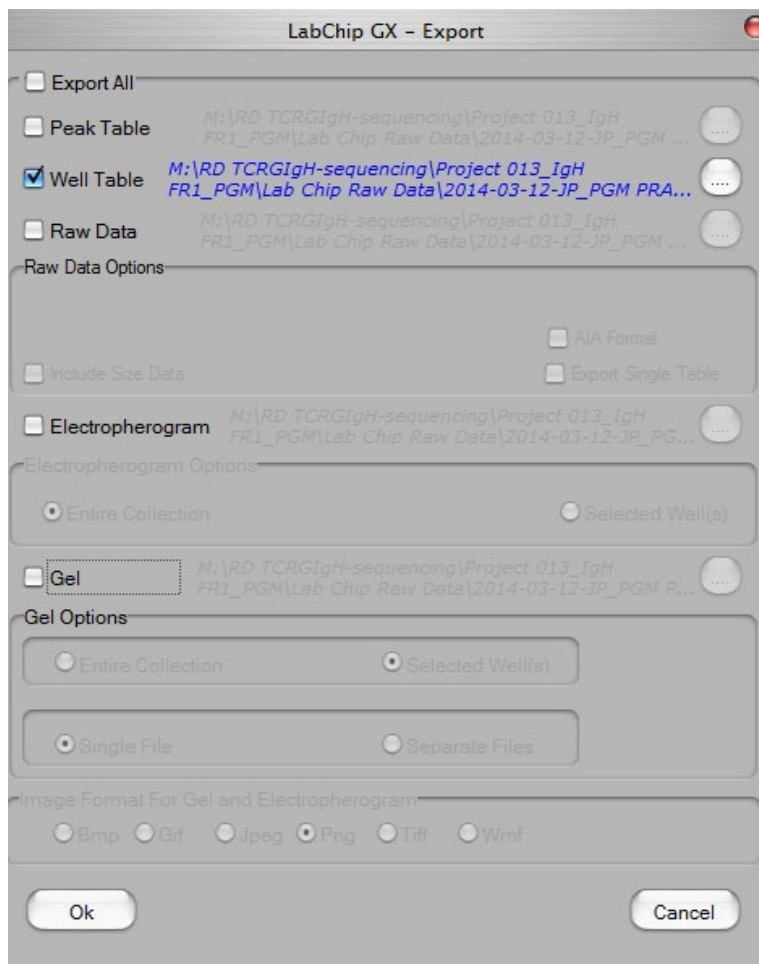 LabChip GX - Export
Export All
Peak Table
M:\RD TCRGIgH-sequencing\Project 013_IgH
FR1_PGM\Lab Chip Raw Data\2014-03-12-JP_PGM ...
....
Well Table
M:\RD TCRGIgH-sequencing\Project 013_IgH
FR1_PGM\Lab Chip Raw Data\2014-03-12-JP_PGM PRA...
....
Raw Data
M:\RD TCRGIgH-sequencing\Project 013_IgH
FR1_PGM\Lab Chip Raw Data\2014-03-12-JP_PGM ...
....
Raw Data Options
AIA Format
Include Size Data
Export Single Table
Electropherogram
M:\RD TCRGIgH-sequencing\Project 013_IgH
FR1_PGM\Lab Chip Raw Data\2014-03-12-JP_PG...
....
Electropherogram Options
Entire Collection
Selected Well(s)
Gel
M:\RD TCRGIgH-sequencing\Project 013_IgH
FR1_PGM\Lab Chip Raw Data\2014-03-12-JP_PGM P...
....
Gel Options
Entire Collection
Selected Well(s)
Single File
Separate Files
Image Format For Gel and Electropherogram
Bmp Gif Jpeg Png Tiff Wmf
Ok
Cancel